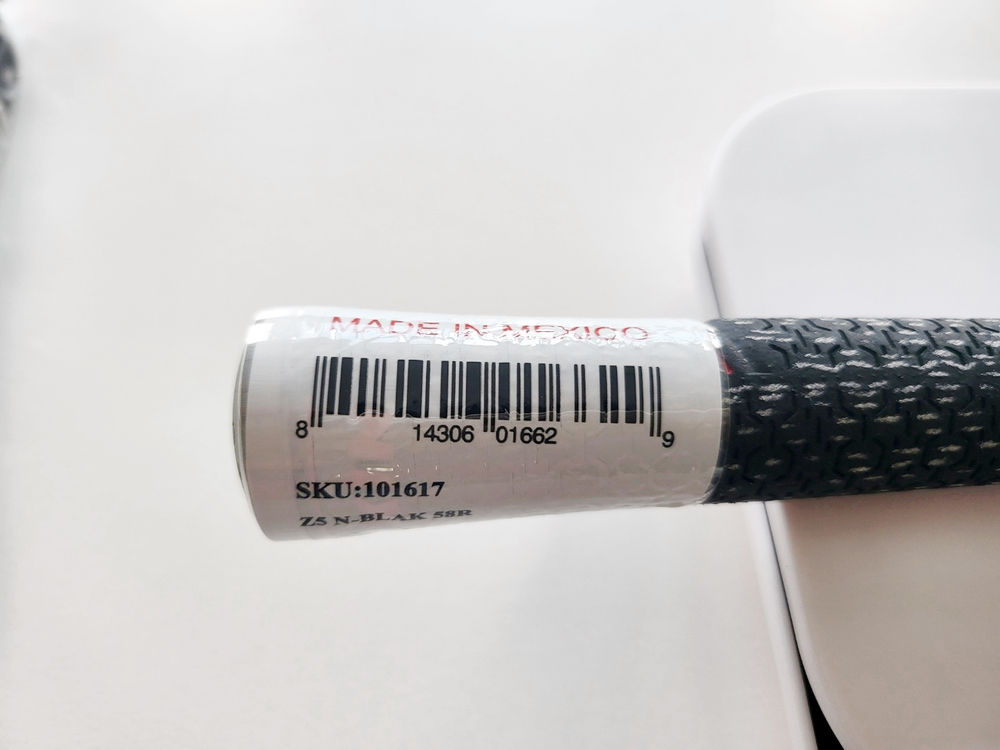 MADE IN MEXICO
8 14306 01662 9
SKU:101617
Z5 N-BLAK 58R